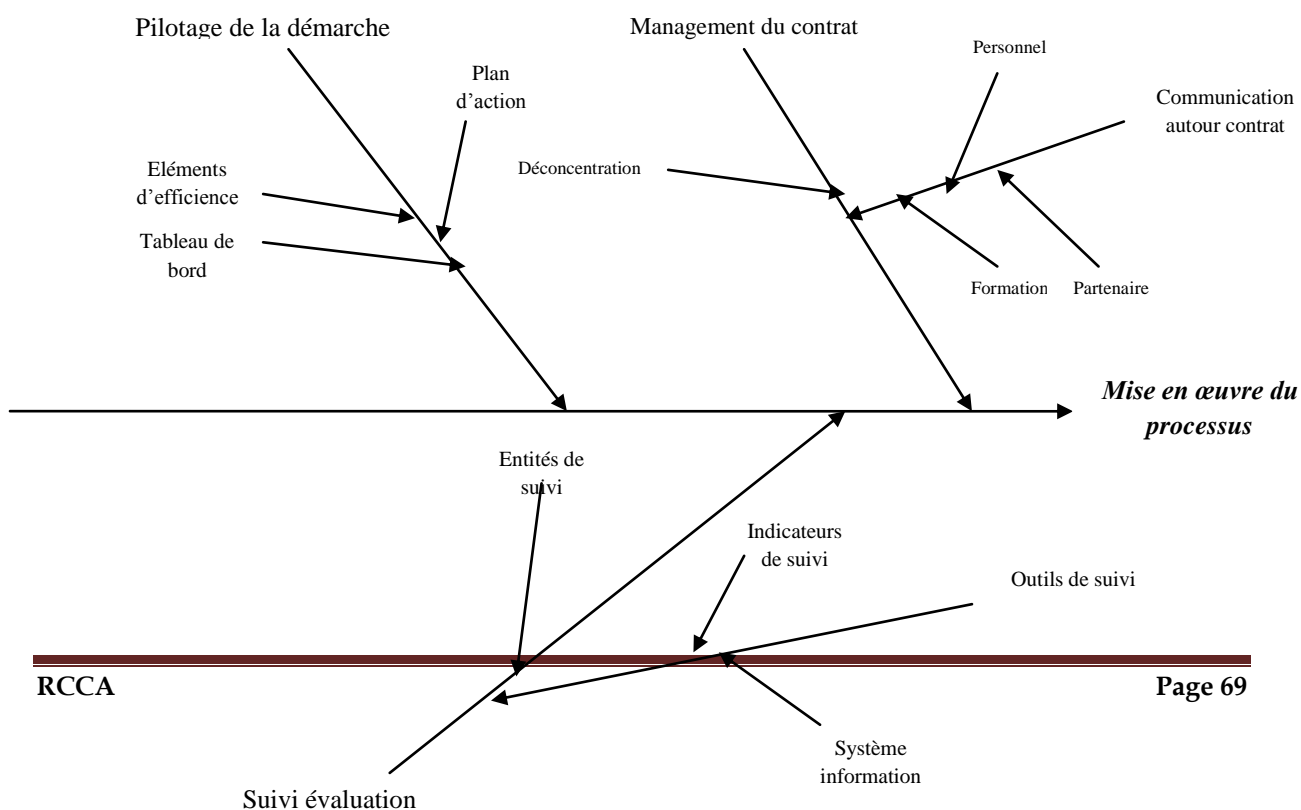 Pilotage de la démarche
Management du contrat
Personnel
Plan
d'action
Communication
autour contrat
Déconcentration
Eléments
d'efficience
Tableau de
bord
Formation
Partenaire
Mise en œuvre du
processus
Entités de
suivi
Indicateurs
de suivi
Outils de suivi
RCCA
Page 69
Système
information
Suivi évaluation